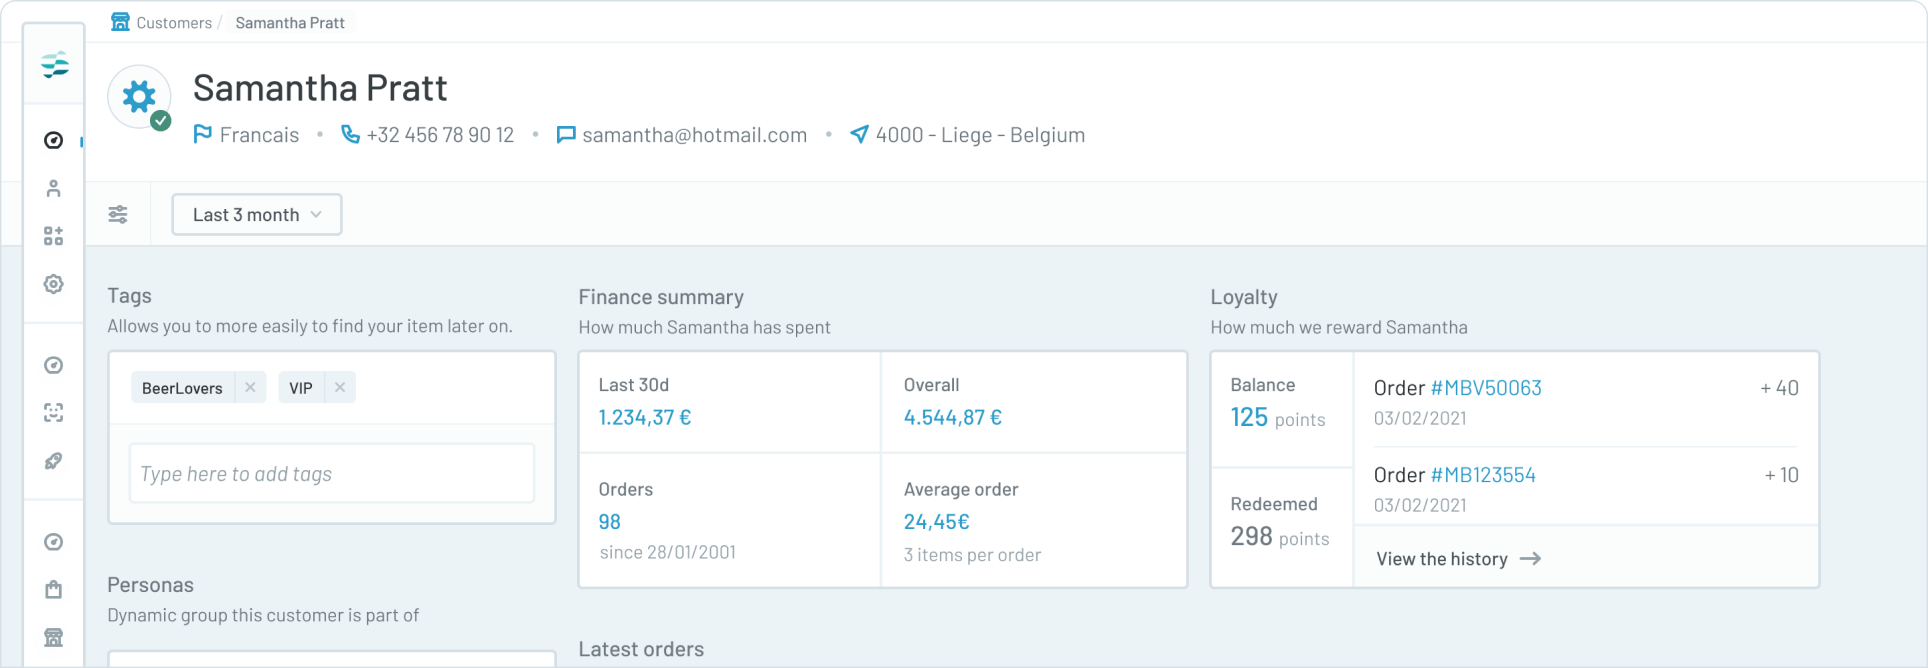 Customers / Samantha Pratt
Samantha Pratt
Francais • +32 456 78 90 12 • samantha@hotmail.com • 4000 - Liege - Belgium
Last 3 month
Tags
Allows you to more easily to find your item later on.
BeerLovers
VIP
Type here to add tags
Personas
Dynamic group this customer is part of
Finance summary
How much Samantha has spent
Last 30d
1.234,37 €
Overall
4.544,87 €
Orders
98
since 28/01/2001
Average order
24,45€
3 items per order
Latest orders
Loyalty
How much we reward Samantha
Balance
125 points
Redeemed
298 points
Order #MBV50063 + 40
03/02/2021
Order #MB123554 + 10
03/02/2021
View the history